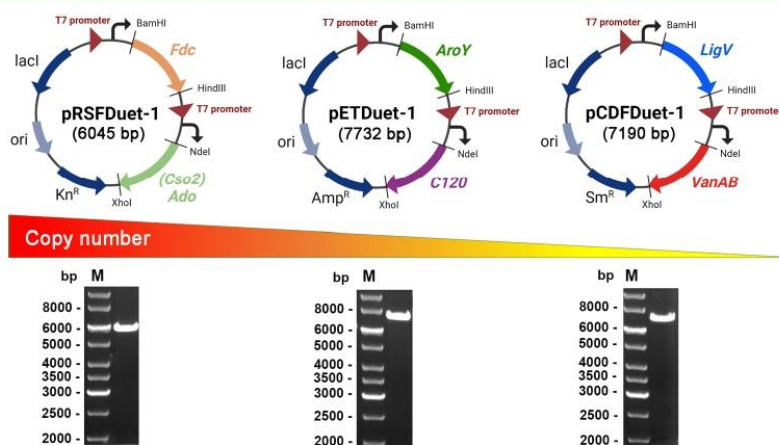 T7 promoter
BamHI
Fdc
lacI
HindIII
pRSFDuet-1
(6045 bp)
T7 promoter
ori
NdeI
KnR
(Cso2)
Ado
XhoI
T7 promoter
BamHI
AroY
lacI
HindIII
pETDuet-1
(7732 bp)
T7 promoter
ori
NdeI
AmpR
C120
XhoI
T7 promoter
BamHI
LigV
lacI
HindIII
pCDFDuet-1
(7190 bp)
T7 promoter
ori
NdeI
SmR
VanAB
XhoI
Copy number
bp M
8000 -
6000 -
5000 -
4000 -
3500 -
3000 -
2500 -
2000 -
bp M
8000 -
6000 -
5000 -
4000 -
3500 -
3000 -
2500 -
2000 -
bp M
8000 -
6000 -
5000 -
4000 -
3500 -
3000 -
2500 -
2000 -